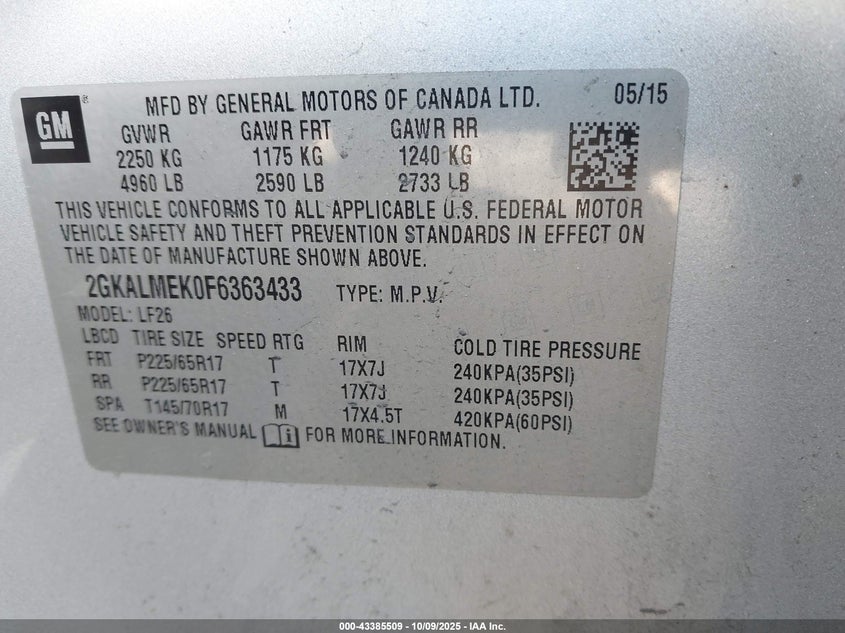 GM
® MFD BY GENERAL MOTORS OF CANADA LTD. 05/15
GVWR GAWR FRT GAWR RR
2250 KG 1175 KG 1240 KG
4960 LB 2590 LB 2733 LB
THIS VEHICLE CONFORMS TO ALL APPLICABLE U.S. FEDERAL MOTOR
VEHICLE SAFETY AND THEFT PREVENTION STANDARDS IN EFFECT ON
THE DATE OF MANUFACTURE SHOWN ABOVE.
2GKALMEK0F6363433 TYPE: M.P.V.
MODEL: LF26
LBCD TIRE SIZE SPEED RTG RIM COLD TIRE PRESSURE
FRT P225/65R17 T 17X7J 240KPA(35PSI)
RR P225/65R17 T 17X7J 240KPA(35PSI)
SPA T145/70R17 M 17X4.5T 420KPA(60PSI)
SEE OWNER'S MANUAL FOR MORE INFORMATION.
000-43385509 - 10/09/2025 - IAA Inc.